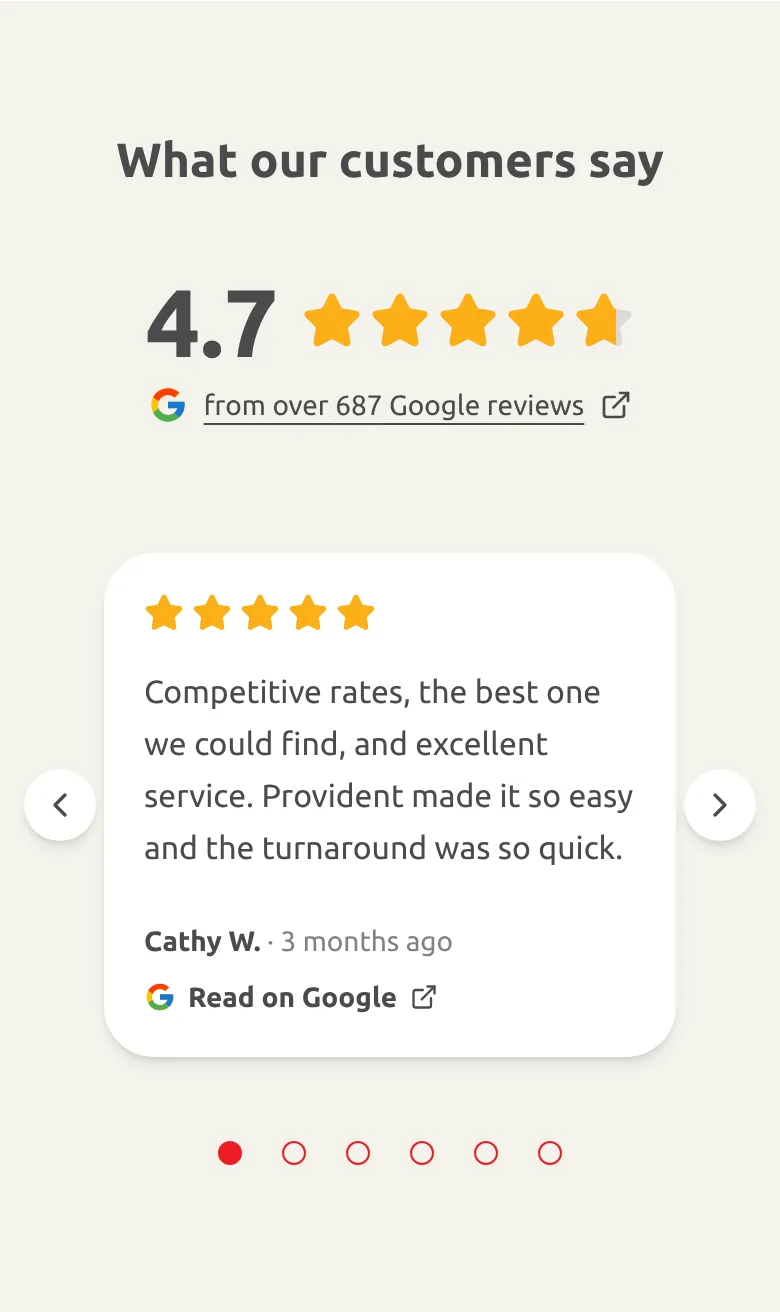 What our customers say
4.7
from over 687 Google reviews
Competitive rates, the best one
we could find, and excellent
service. Provident made it so easy
and the turnaround was so quick.
Cathy W. · 3 months ago
Read on Google